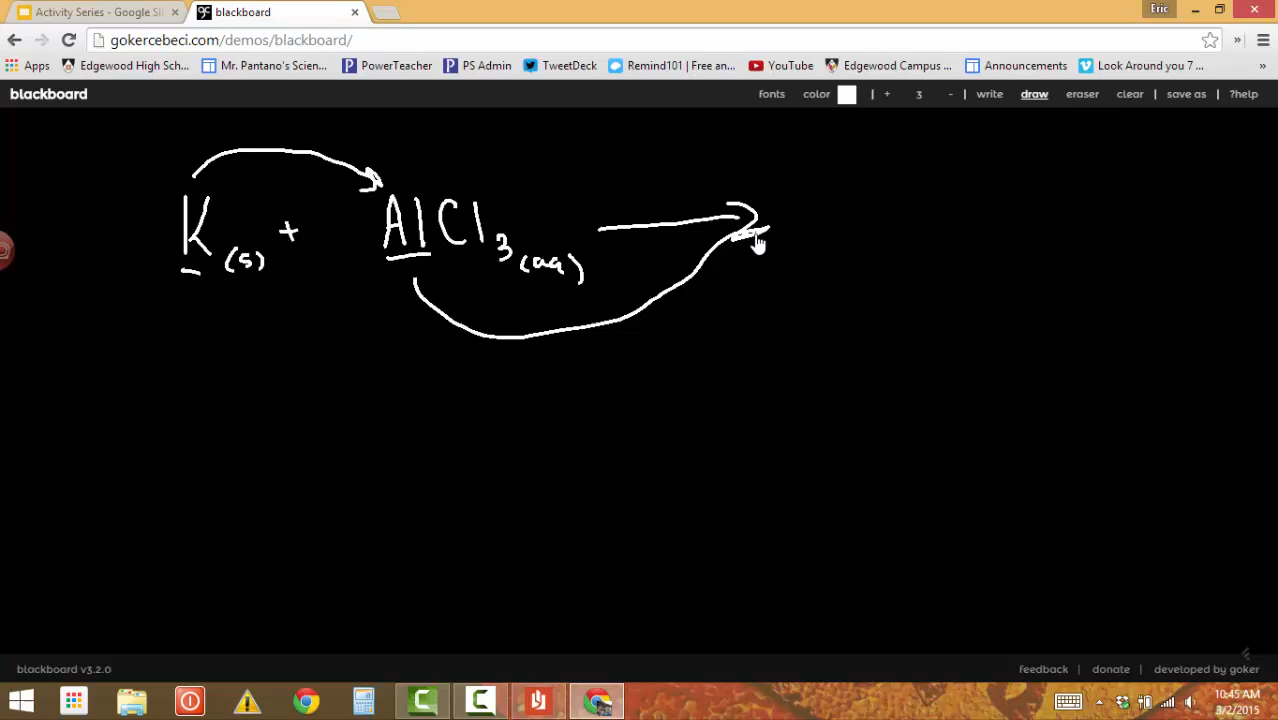 Activity Series - Google Sli
blackboard
Eric
gokercebeci.com/demos/blackboard/
Apps Edgewood High Sch... Mr. Pantano's Scien... PowerTeacher PS Admin TweetDeck Remind101 | Free an... YouTube Edgewood Campus ... Announcements Look Around you 7 ...
blackboard fonts color | + 3 - | write draw eraser clear | save as | ?help
K(s) + AlCl3(aq)
blackboard v3.2.0 feedback | donate | developed by goker
10:45 AM
3/2/2015